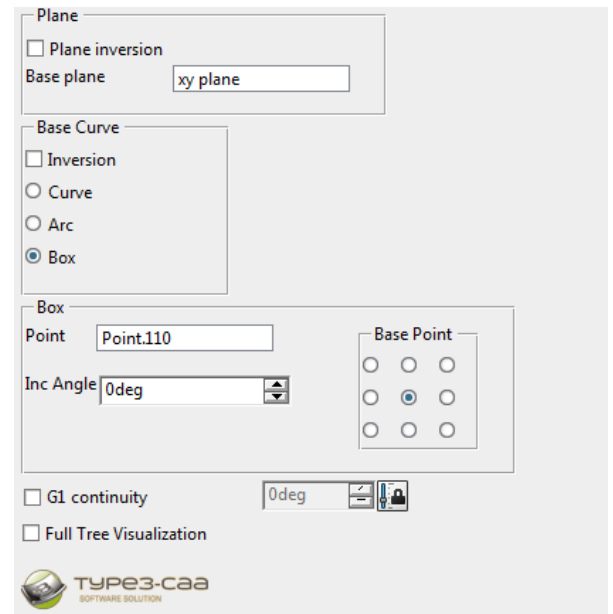 Plane
Plane inversion
Base plane xy plane
Base Curve
Inversion
Curve
Arc
Box
Box
Point Point.110
Base Point
Inc Angle 0deg
G1 continuity 0deg
Full Tree Visualization
TYPE3-CAA
SOFTWARE SOLUTION